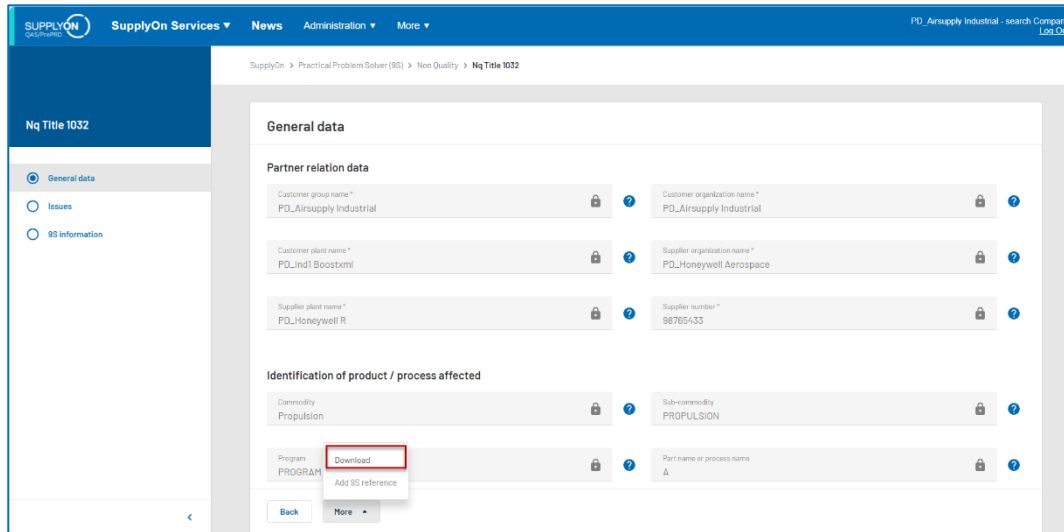 SUPPLYON
QAS/PrePRD
SupplyOn Services News Administration More
PD_Airsupply Industrial - search Compan
Log Ou
SupplyOn > Practical Problem Solver (9S) > Non Quality > Nq Title 1032
Nq Title 1032
General data
Issues
9S information
General data
Partner relation data
Customer group name *
PD_Airsupply Industrial
Customer organization name *
PD_Airsupply Industrial
Customer plant name *
PD_Ind1 Boostxml
Supplier organization name *
PD_Honeywell Aerospace
Supplier plant name *
PD_Honeywell R
Supplier number *
98765433
Identification of product / process affected
Commodity
Propulsion
Sub-commodity
PROPULSION
Program
PROGRAM
Part name or process name
A
Download
Add 9S reference
Back
More